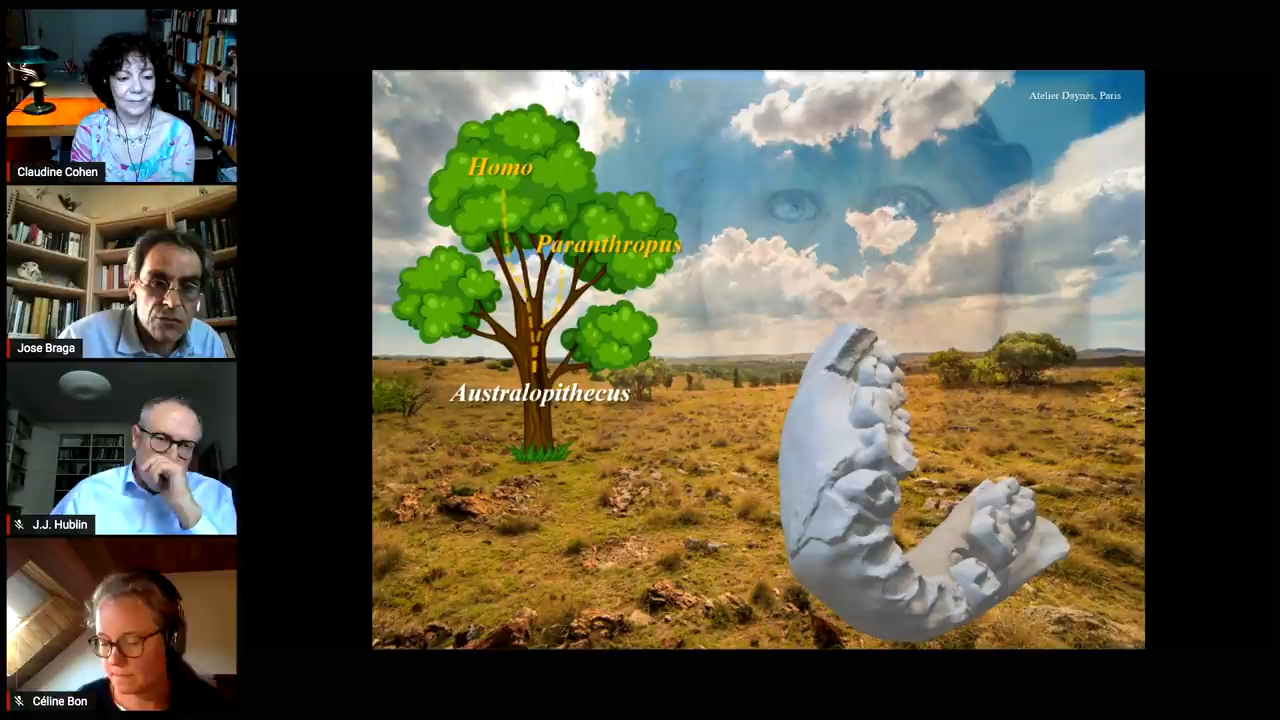 Claudine Cohen
Jose Braga
J.J. Hublin
Céline Bon
Atelier Daynès, Paris
Homo
Paranthropus
Australopithecus